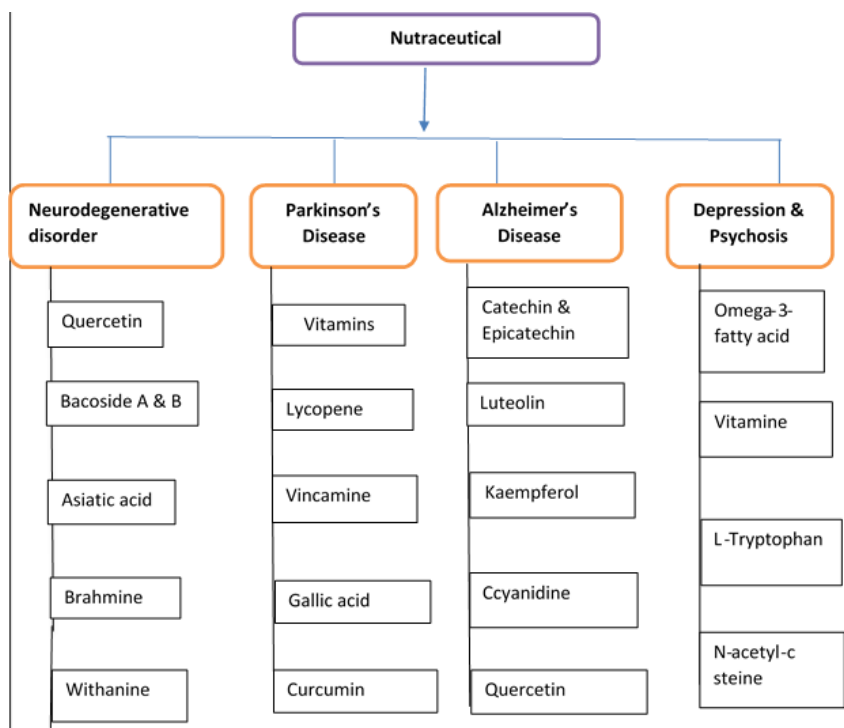 Nutraceutical
Neurodegenerative
disorder
Parkinson's
Disease
Alzheimer's
Disease
Depression &
Psychosis
Quercetin
Bacoside A & B
Asiatic acid
Brahmine
Withanine
Vitamins
Lycopene
Vincamine
Gallic acid
Curcumin
Catechin &
Epicatechin
Luteolin
Kaempferol
Ccyanidine
Quercetin
Omega-3-
fatty acid
Vitamine
L-Tryptophan
N-acetyl-c
steine